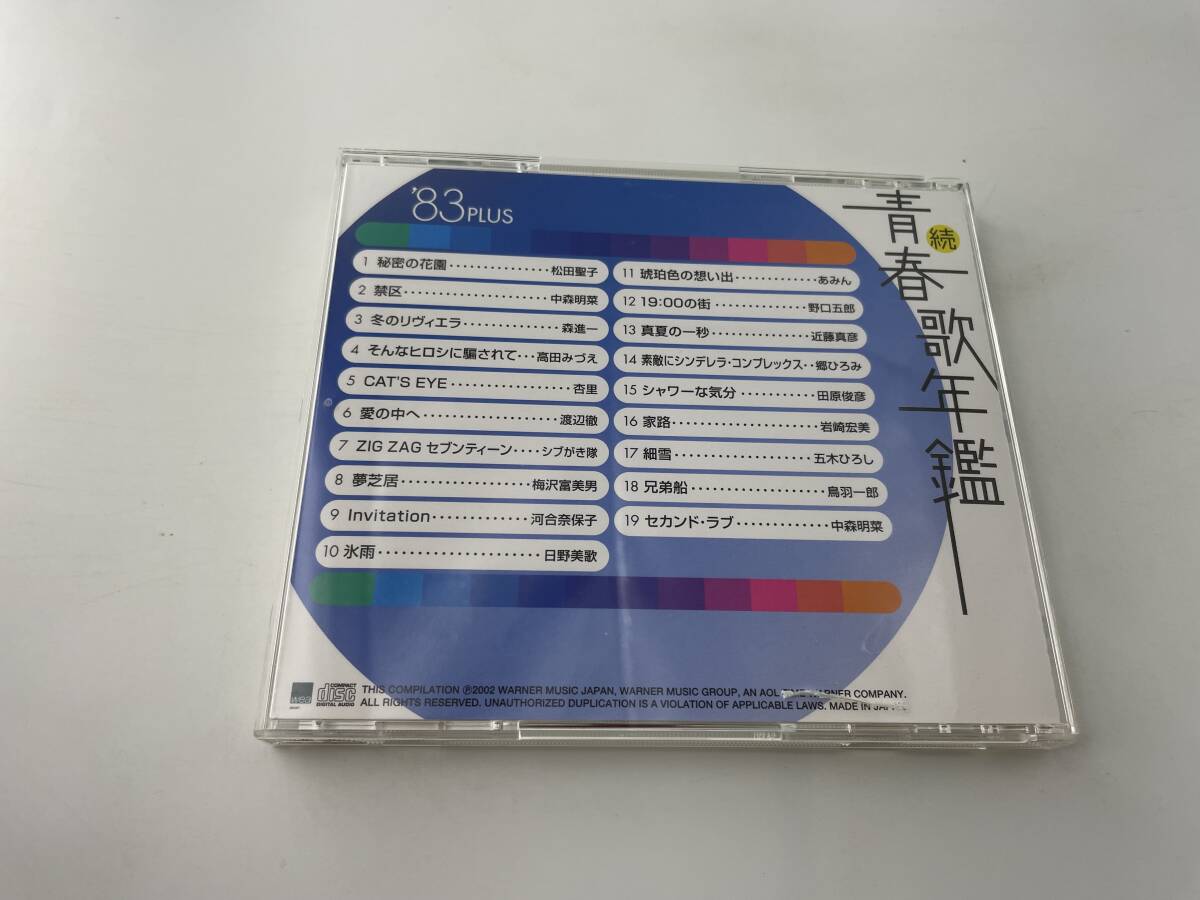 '83 PLUS
1 秘密の花園・・・・・・・・・・・・・・松田聖子
2 禁区・・・・・・・・・・・・・・・・・・・・中森明菜
3 冬のリヴィエラ・・・・・・・・・・・・森進一
4 そんなヒロシに騙されて・・・高田みづえ
5 CAT'S EYE・・・・・・・・・・・・・・・・・杏里
6 愛の中へ・・・・・・・・・・・・・・・・渡辺徹
7 ZIG ZAG セブンティーン・・・・シブがき隊
8 夢芝居・・・・・・・・・・・・・・・・梅沢富美男
9 Invitation・・・・・・・・・・・・河合奈保子
10 氷雨・・・・・・・・・・・・・・・・・・・・・日野美歌
11 琥珀色の想い出・・・・・・・・・・・・あみん
12 19:00の街・・・・・・・・・・・・野口五郎
13 真夏の一秒・・・・・・・・・・・・・・近藤真彦
14 素敵にシンデレラ・コンプレックス・・郷ひろみ
15 シャワーな気分・・・・・・・・・・・田原俊彦
16 家路・・・・・・・・・・・・・・・・・・岩崎宏美
17 細雪・・・・・・・・・・・・・・・・・五木ひろし
18 兄弟船・・・・・・・・・・・・・・・・・鳥羽一郎
19 セカンド・ラブ・・・・・・・・・・・・中森明菜
続
青春歌年鑑
wea
COMPACT
disc
DIGITAL AUDIO
THIS COMPILATION ℗2002 WARNER MUSIC JAPAN, WARNER MUSIC GROUP, AN AOL TIME WARNER COMPANY.
ALL RIGHTS RESERVED. UNAUTHORIZED DUPLICATION IS A VIOLATION OF APPLICABLE LAWS. MADE IN JAPAN